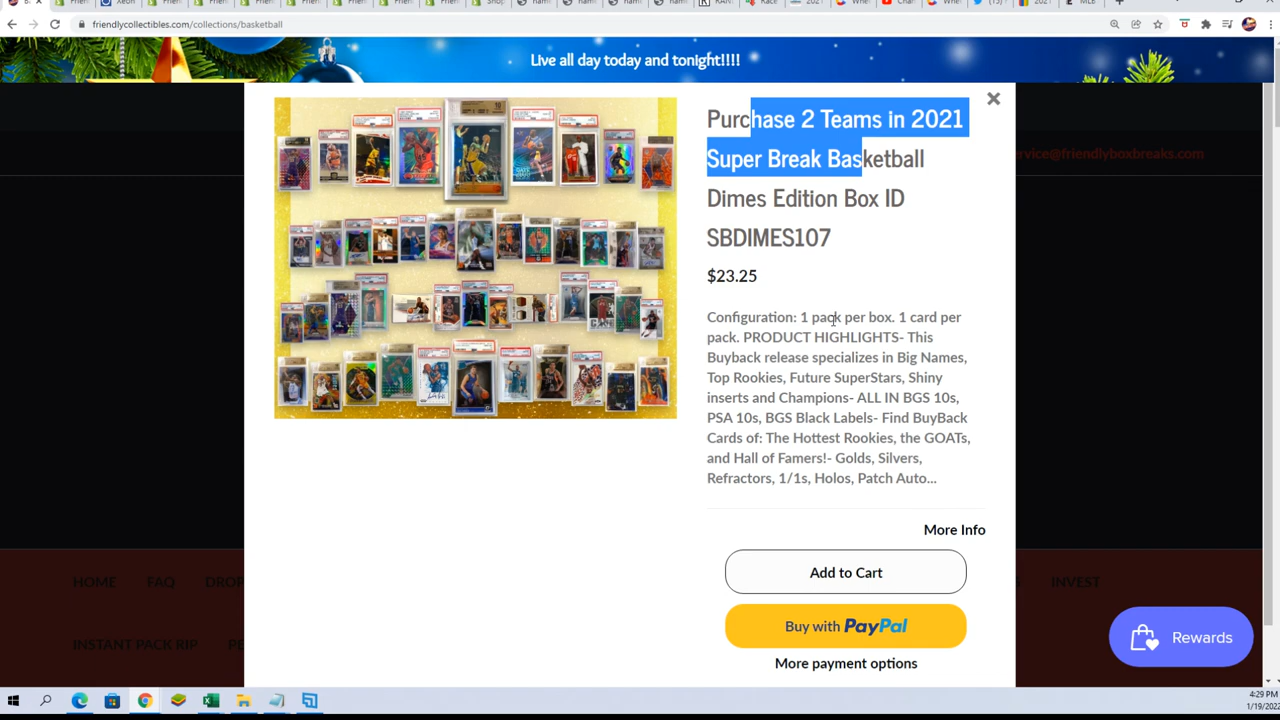 friendlycollectibles.com/collections/basketball
Live all day today and tonight!!!!
Purchase 2 Teams in 2021
Super Break Basketball
Dimes Edition Box ID
SBDIMES107
$23.25
Configuration: 1 pack per box. 1 card per
pack. PRODUCT HIGHLIGHTS- This
Buyback release specializes in Big Names,
Top Rookies, Future SuperStars, Shiny
inserts and Champions- ALL IN BGS 10s,
PSA 10s, BGS Black Labels- Find BuyBack
Cards of: The Hottest Rookies, the GOATs,
and Hall of Famers!- Golds, Silvers,
Refractors, 1/1s, Holos, Patch Auto...
More Info
Add to Cart
Buy with PayPal
More payment options
ervice@friendlyboxbreaks.com
HOME FAQ DROP INVEST
INSTANT PACK RIP PE
Rewards
4:29 PM
1/19/2022